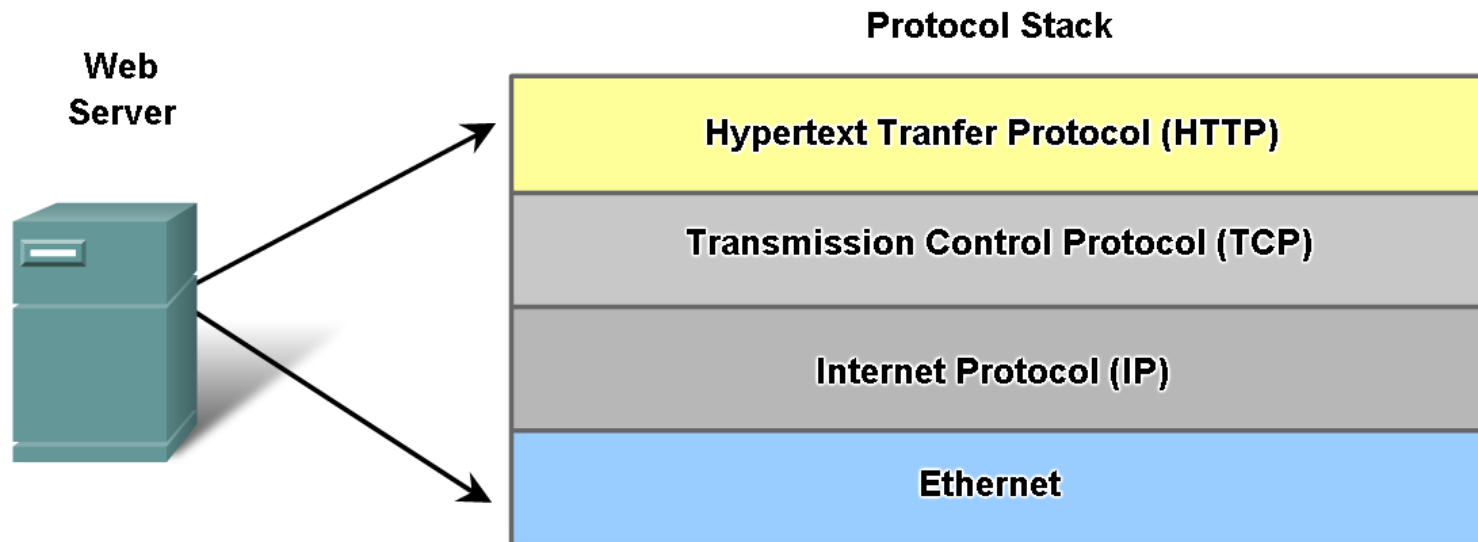 Protocol Stack
Web
Server
Hypertext Tranfer Protocol (HTTP)
Transmission Control Protocol (TCP)
Internet Protocol (IP)
Ethernet